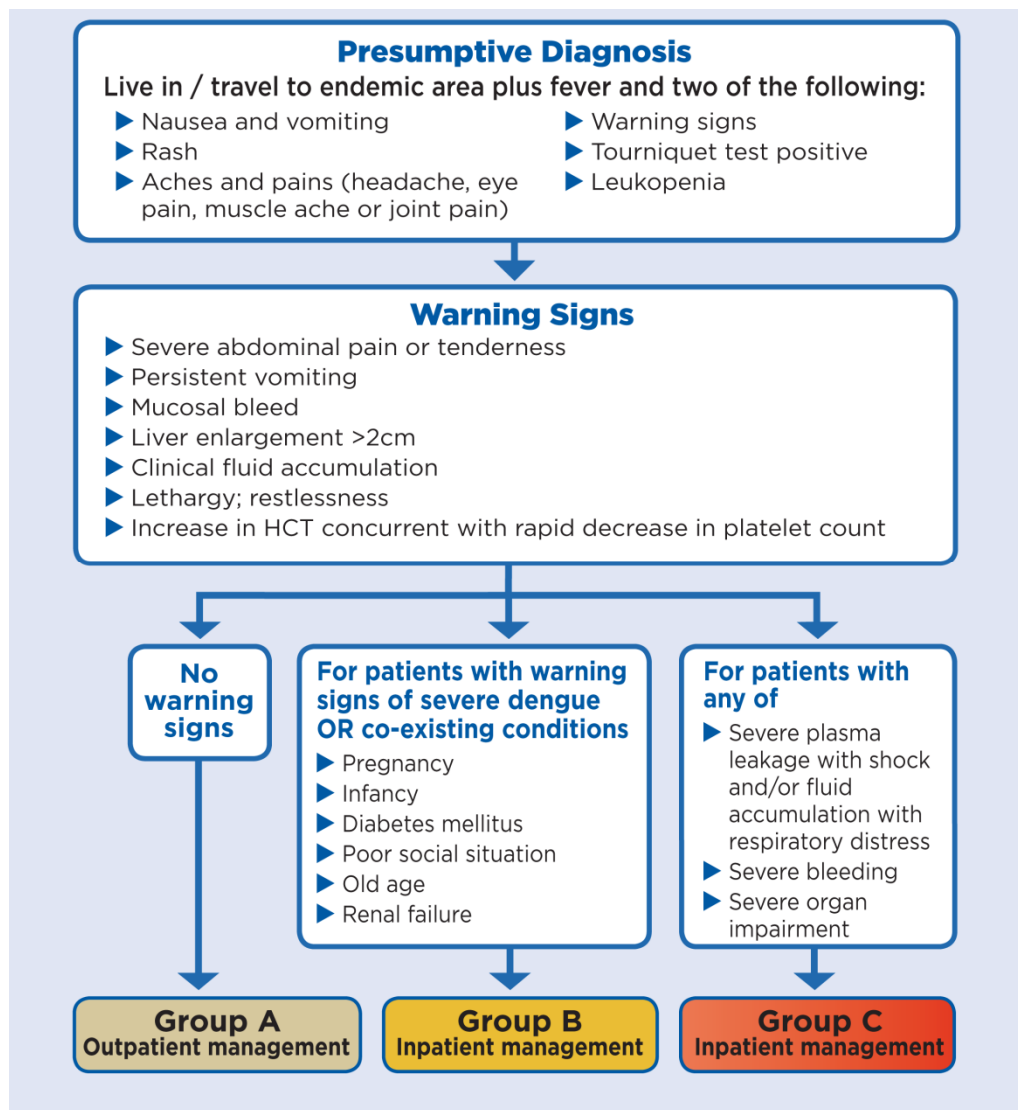 Presumptive Diagnosis
Live in / travel to endemic area plus fever and two of the following:
▶ Nausea and vomiting
▶ Rash
▶ Aches and pains (headache, eye
pain, muscle ache or joint pain)
▶ Warning signs
▶ Tourniquet test positive
▶ Leukopenia
Warning Signs
▶ Severe abdominal pain or tenderness
▶ Persistent vomiting
▶ Mucosal bleed
▶ Liver enlargement >2cm
▶ Clinical fluid accumulation
▶ Lethargy; restlessness
▶ Increase in HCT concurrent with rapid decrease in platelet count
No
warning
signs
For patients with warning
signs of severe dengue
OR co-existing conditions
▶ Pregnancy
▶ Infancy
▶ Diabetes mellitus
▶ Poor social situation
▶ Old age
▶ Renal failure
For patients with
any of
▶ Severe plasma
leakage with shock
and/or fluid
accumulation with
respiratory distress
▶ Severe bleeding
▶ Severe organ
impairment
Group A
Outpatient management
Group B
Inpatient management
Group C
Inpatient management